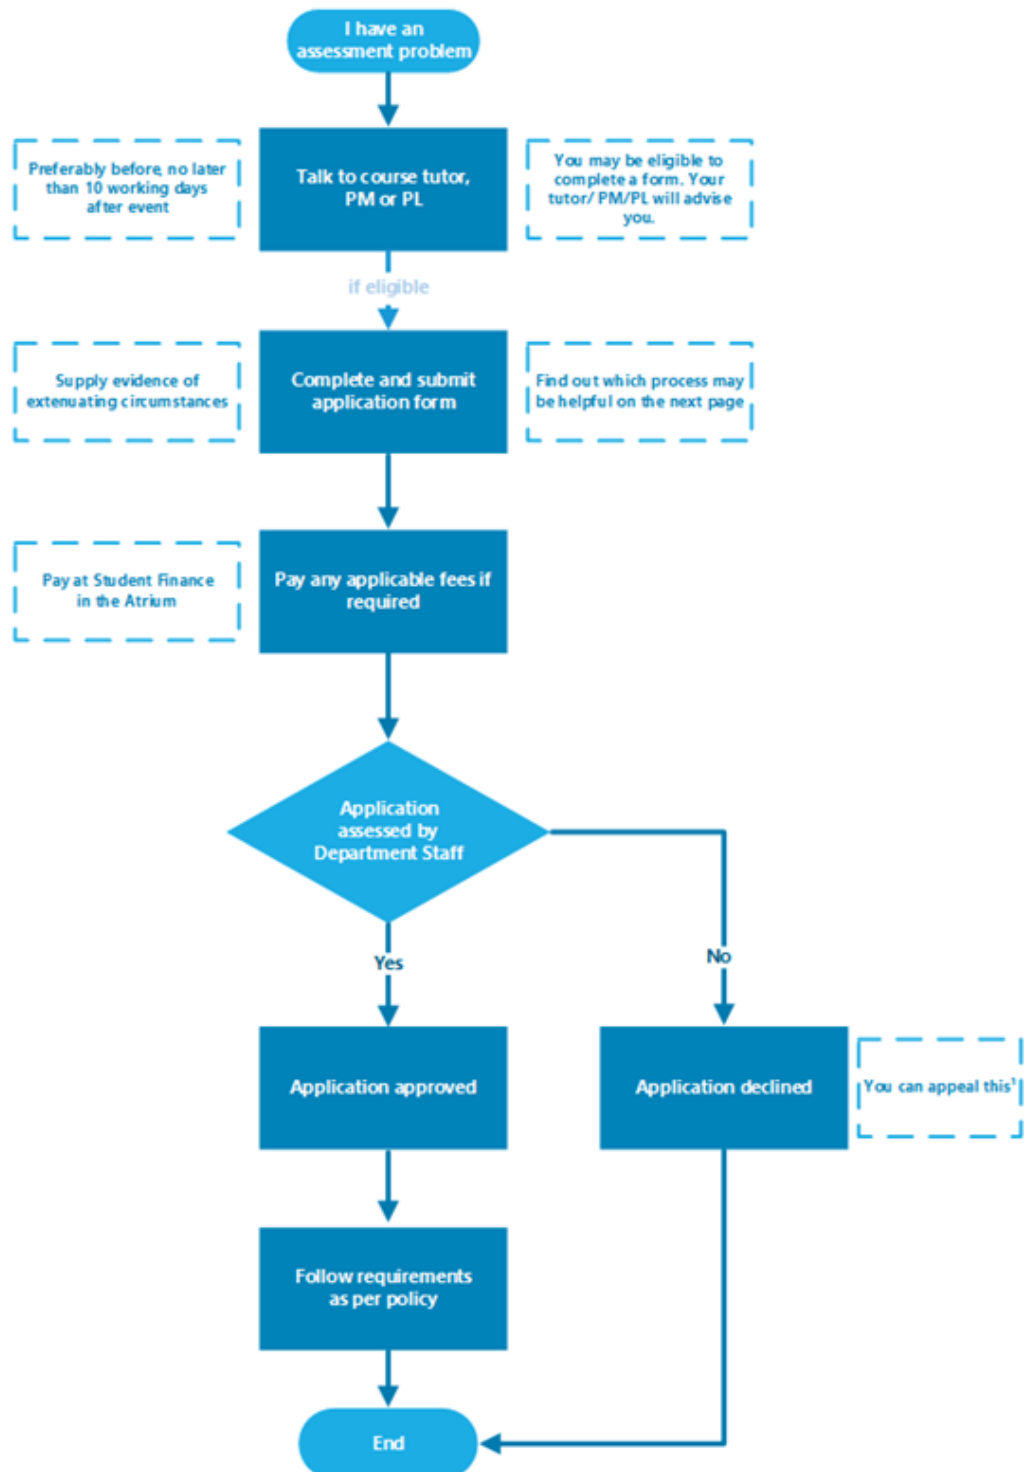 I have an
assessment problem
Preferably before, no later
than 10 working days
after event
Talk to course tutor,
PM or PL
You may be eligible to
complete a form. Your
tutor/ PM/PL will advise
you.
if eligible
Supply evidence of
extenuating circumstances
Complete and submit
application form
Find out which process may
be helpful on the next page
Pay at Student Finance
in the Atrium
Pay any applicable fees if
required
Application
assessed by
Department Staff
Yes
No
Application approved
Application declined
You can appeal this¹
Follow requirements
as per policy
End